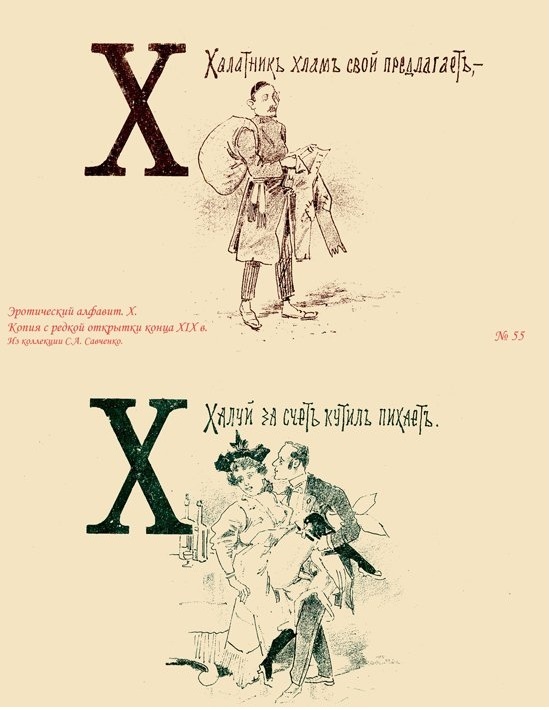 Х
Халатникъ хламъ свой предлагаетъ,—
Эротический алфавит. Х.
Копия с редкой открытки конца XIX в.
Из коллекции С.А. Савченко.
№ 55
Х
Халуй за счетъ кутилъ пихаетъ.